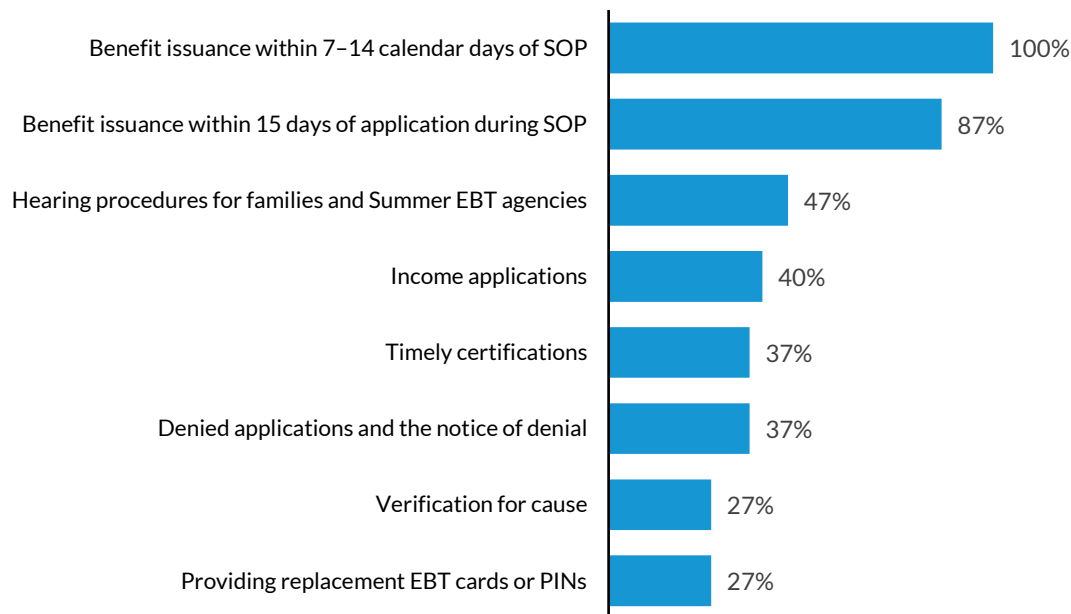 Benefit issuance within 7–14 calendar days of SOP 100%
Benefit issuance within 15 days of application during SOP 87%
Hearing procedures for families and Summer EBT agencies 47%
Income applications 40%
Timely certifications 37%
Denied applications and the notice of denial 37%
Verification for cause 27%
Providing replacement EBT cards or PINs 27%